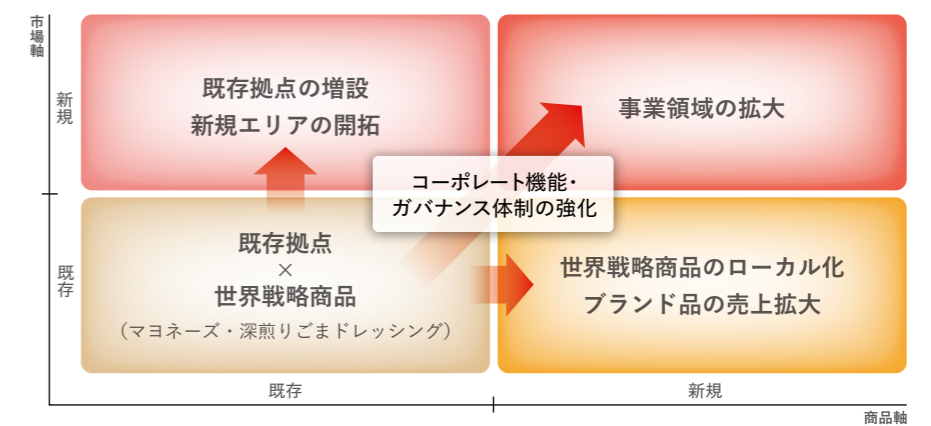 市場軸
新規
既存拠点の増設
新規エリアの開拓
事業領域の拡大
コーポレート機能・
ガバナンス体制の強化
既存
既存拠点
×
世界戦略商品
（マヨネーズ・深煎りごまドレッシング）
世界戦略商品のローカル化
ブランド品の売上拡大
既存
新規
商品軸